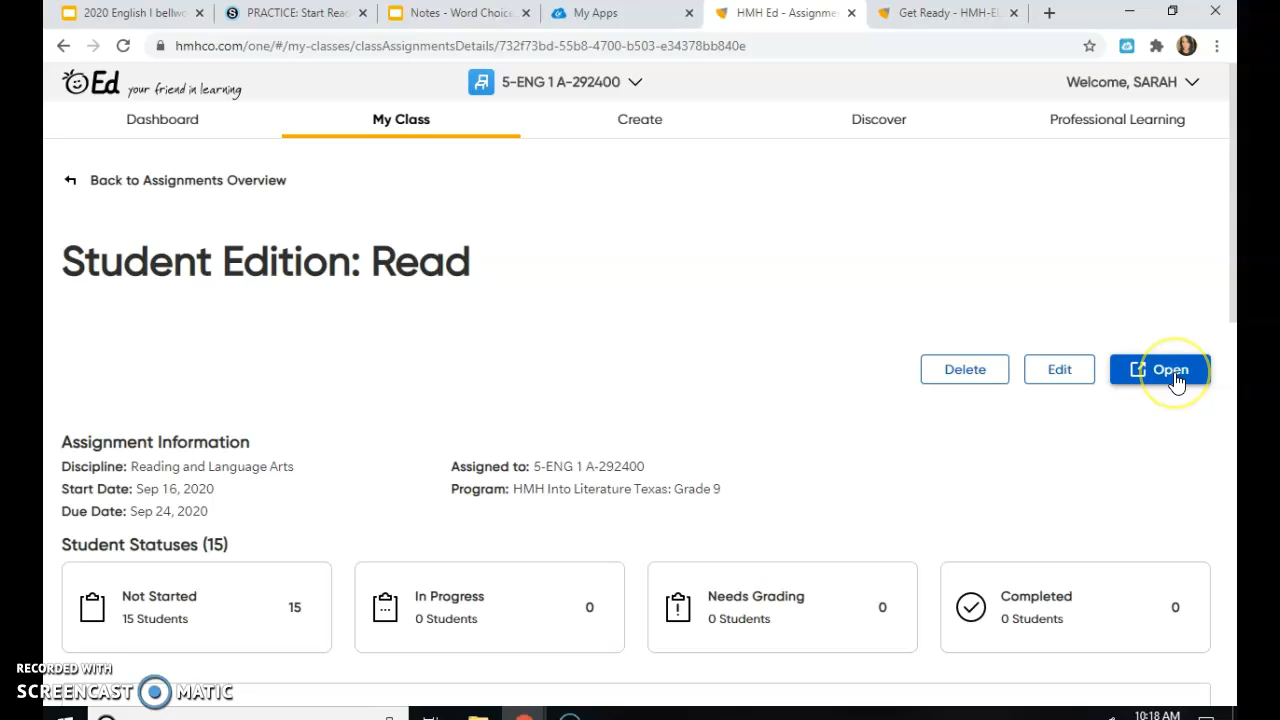 2020 English I bellwo
PRACTICE: Start Read
Notes - Word Choice
My Apps
HMH Ed - Assignme
Get Ready - HMH-EL
hmhco.com/one/#/my-classes/classAssignmentsDetails/732f73bd-55b8-4700-b503-e34378bb840e
Ed your friend in learning
5-ENG 1 A-292400
Welcome, SARAH
Dashboard
My Class
Create
Discover
Professional Learning
Back to Assignments Overview
Student Edition: Read
Delete
Edit
Open
Assignment Information
Discipline: Reading and Language Arts
Assigned to: 5-ENG 1 A-292400
Start Date: Sep 16, 2020
Program: HMH Into Literature Texas: Grade 9
Due Date: Sep 24, 2020
Student Statuses (15)
Not Started
15
15 Students
In Progress
0
0 Students
Needs Grading
0
0 Students
Completed
0
0 Students
RECORDED WITH
SCREENCAST MATIC
10:18 AM